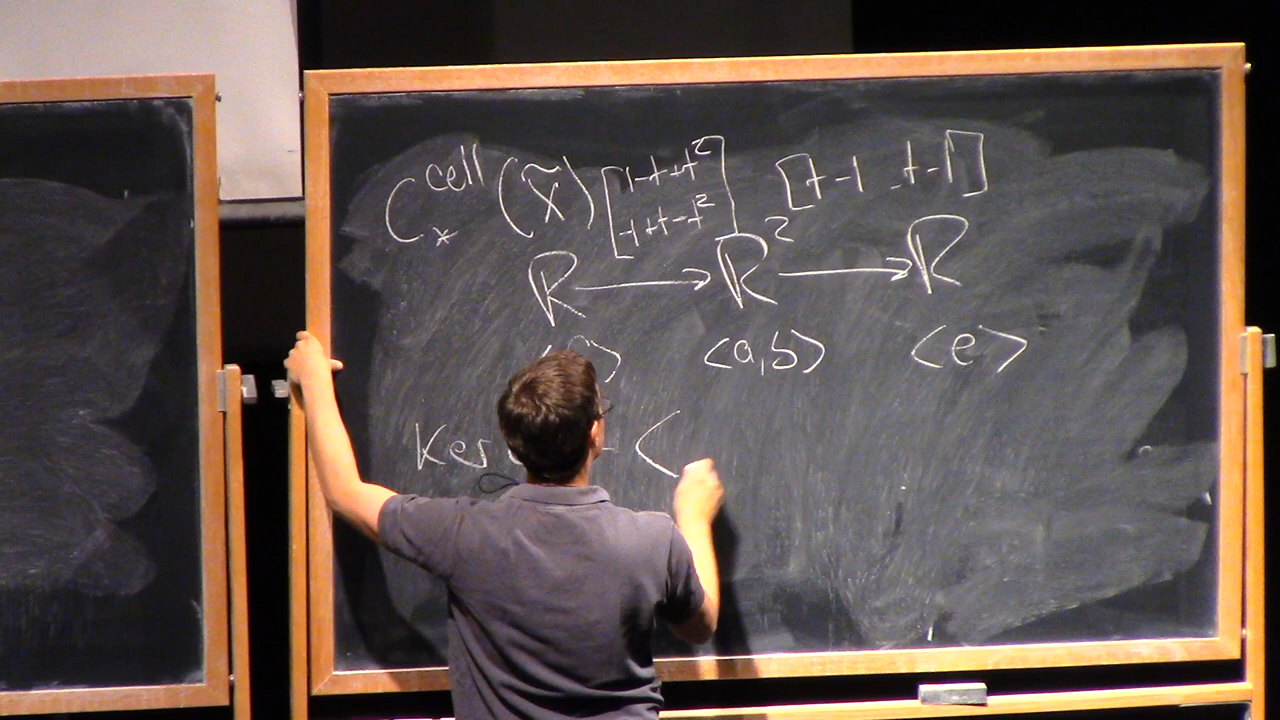 C_*^{cell}(X̃) [1-t+t² -1+t-t²] [t-1 t-1]
R → R² → R
<a,b> <e>
Ker <